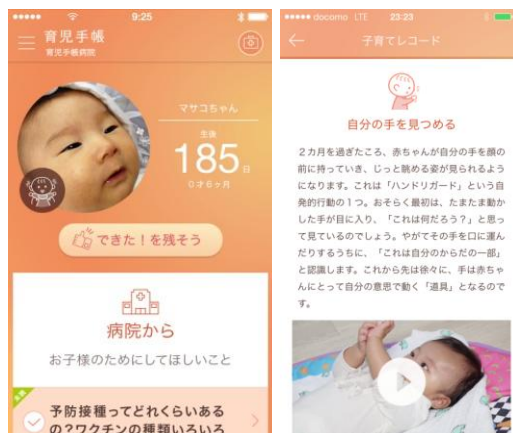 9:25
育児手帳
育児手帳病院
マサコちゃん
生後
185日
0才6ヶ月
できた！を残そう
病院から
お子様のためにしてほしいこと
予防接種ってどれくらいある
の？ワクチンの種類いろいろ
docomo LTE 23:23
子育てレコード
自分の手を見つめる
２カ月を過ぎたころ、赤ちゃんが自分の手を顔の
前に持っていき、じっと眺める姿が見られるよう
になります。これは「ハンドリガード」という自
発的行動の１つ。おそらく最初は、たまたま動か
した手が目に入り、「これは何だろう？」と思っ
て見ているのでしょう。やがてその手を口に運ん
だりするうちに、「これは自分のからだの一部」
と認識します。これから先は徐々に、手は赤ちゃ
んにとって自分の意思で動く「道具」となるので
す。